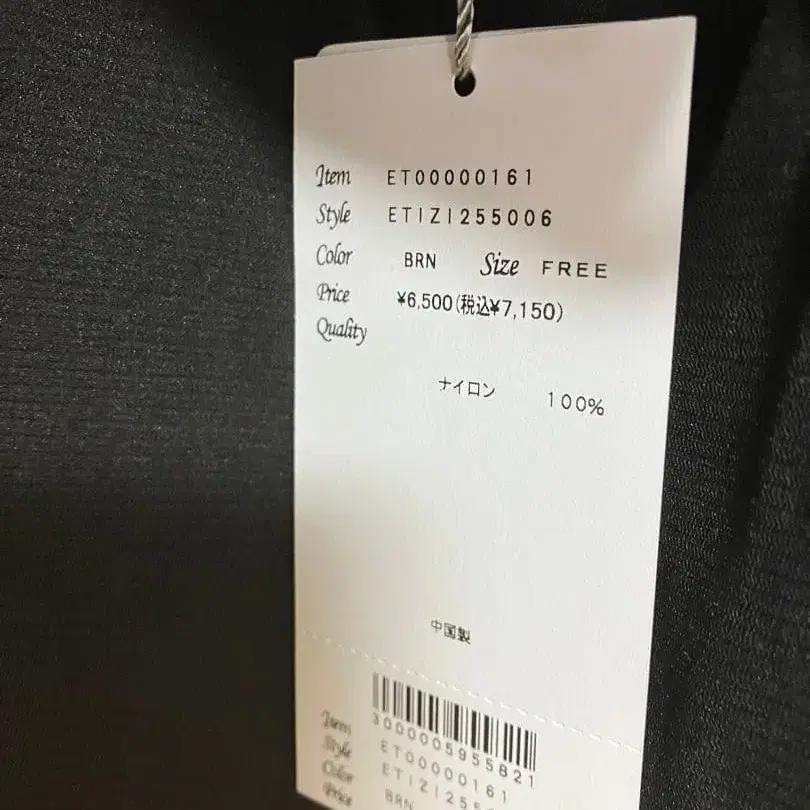 Item ET00000161
Style ETIZI255006
Color BRN Size FREE
Price ¥6,500(税込¥7,150)
Quality
ナイロン 100%
中国製
3000005955821
Item ET00000161
Style ETIZI255
Color BRN
Price